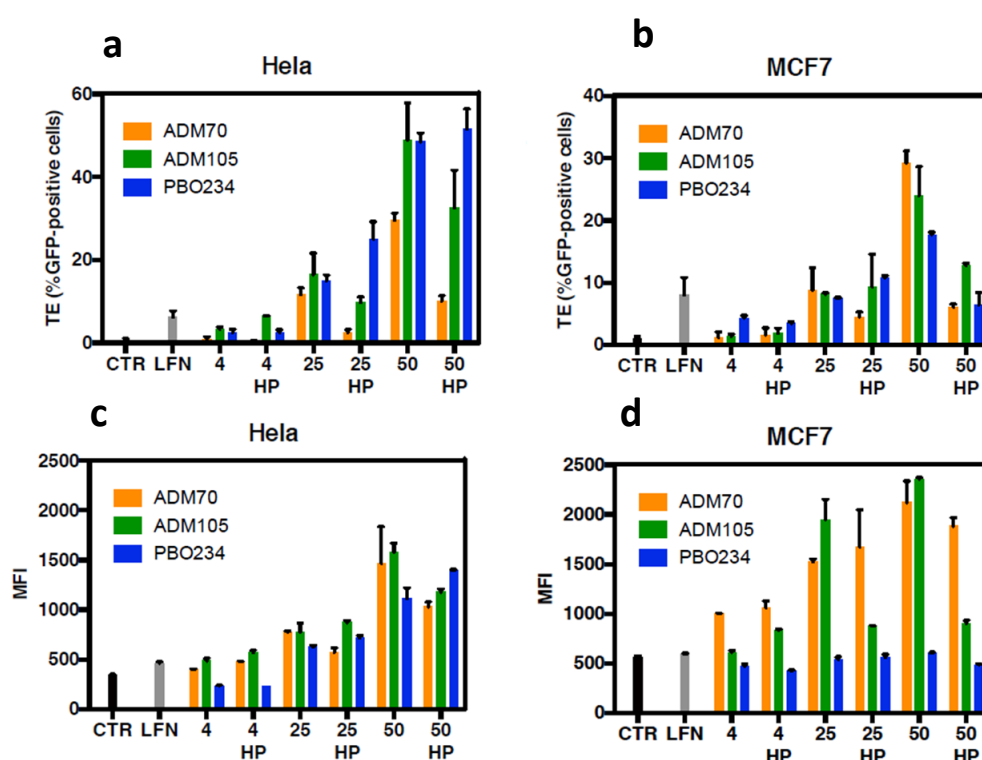 a
Hela
TE (%GFP-positive cells)
60
40
20
0
ADM70
ADM105
PBO234
CTR LFN 4 4 25 25 50 50
HP HP HP
b
MCF7
TE (%GFP-positive cells)
40
30
20
10
0
ADM70
ADM105
PBO234
CTR LFN 4 4 25 25 50 50
HP HP HP
c
Hela
MFI
2500
2000
1500
1000
500
0
ADM70
ADM105
PBO234
CTR LFN 4 4 25 25 50 50
HP HP HP
d
MCF7
MFI
2500
2000
1500
1000
500
0
ADM70
ADM105
PBO234
CTR LFN 4 4 25 25 50 50
HP HP HP